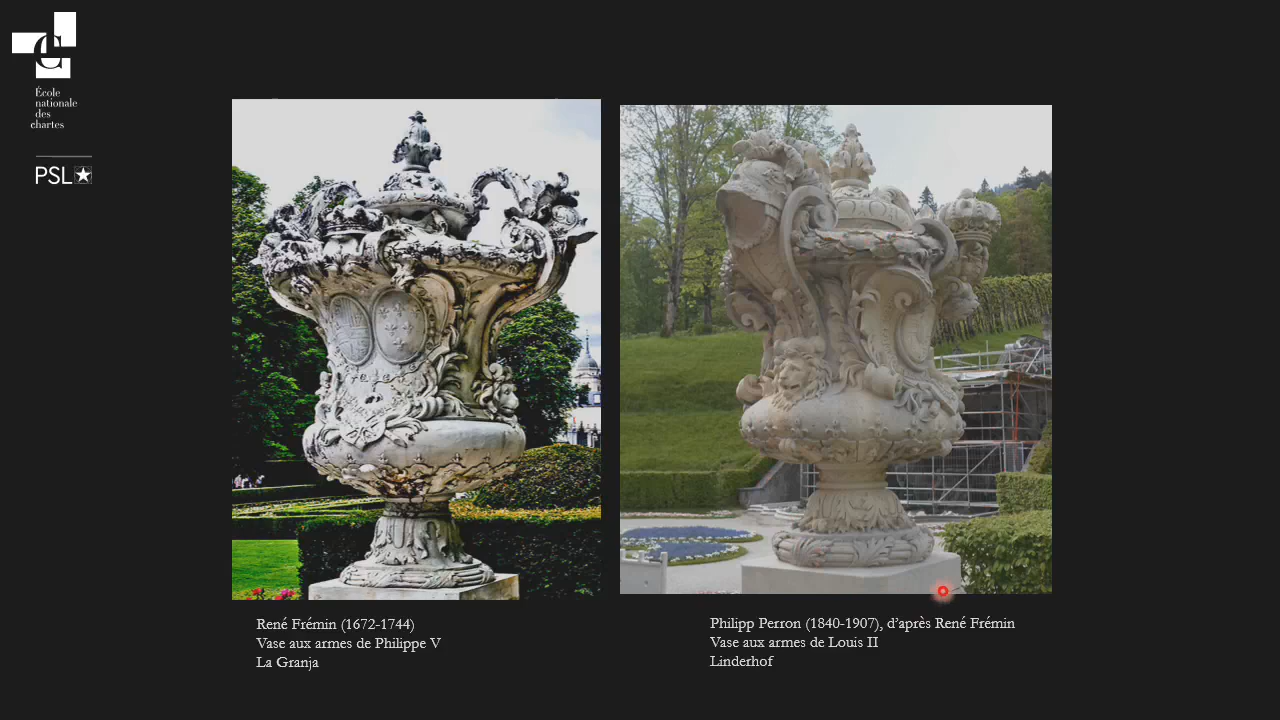 École
nationale
des
chartes
PSL
René Frémin (1672-1744)
Vase aux armes de Philippe V
La Granja
Philipp Perron (1840-1907), d’après René Frémin
Vase aux armes de Louis II
Linderhof